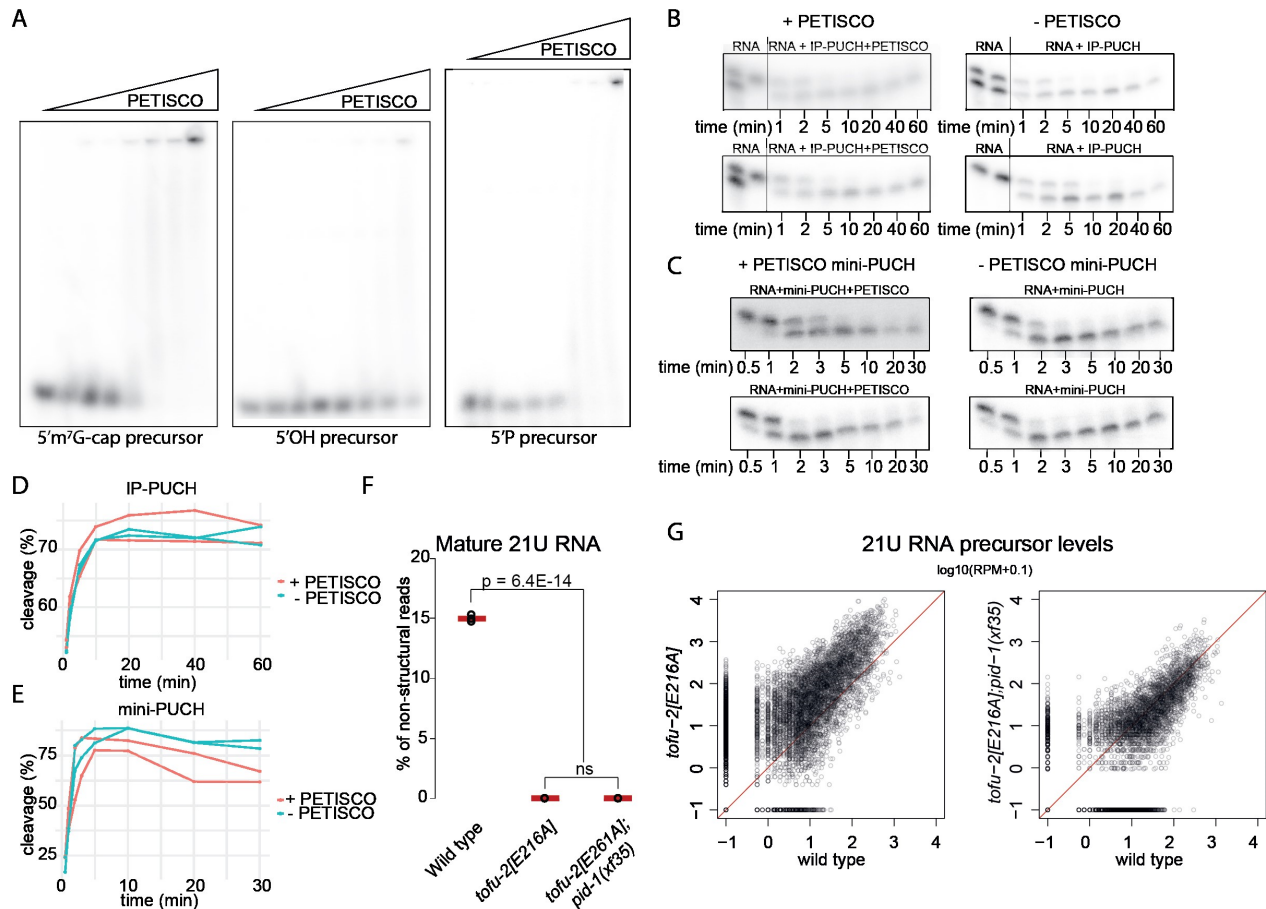 A
PETISCO
PETISCO
PETISCO
5′m⁷G-cap precursor
5′OH precursor
5′P precursor
B
+ PETISCO
- PETISCO
RNA
RNA + IP-PUCH+PETISCO
RNA
RNA + IP-PUCH
time (min) 1 2 5 10 20 40 60
time (min) 1 2 5 10 20 40 60
RNA
RNA + IP-PUCH+PETISCO
RNA
RNA + IP-PUCH
time (min) 1 2 5 10 20 40 60
time (min) 1 2 5 10 20 40 60
C
+ PETISCO mini-PUCH
- PETISCO mini-PUCH
RNA+mini-PUCH+PETISCO
RNA+mini-PUCH
time (min) 0.5 1 2 3 5 10 20 30
0.5 1 2 3 5 10 20 30
RNA+mini-PUCH+PETISCO
RNA+mini-PUCH
time (min) 0.5 1 2 3 5 10 20 30
0.5 1 2 3 5 10 20 30
D
IP-PUCH
cleavage (%)
70
60
0 20 40 60
time (min)
+ PETISCO
- PETISCO
E
mini-PUCH
cleavage (%)
75
50
25
0 10 20 30
time (min)
+ PETISCO
- PETISCO
F
Mature 21U RNA
% of non-structural reads
20
15
10
5
0
p = 6.4E-14
ns
Wild type
tofu-2[E216A]
tofu-2[E261A];
pid-1(xf35)
G
21U RNA precursor levels
log10(RPM+0.1)
tofu-2[E216A]
4
3
2
1
0
−1
−1 0 1 2 3 4
wild type
tofu-2[E216A];pid-1(xf35)
4
3
2
1
0
−1
−1 0 1 2 3 4
wild type